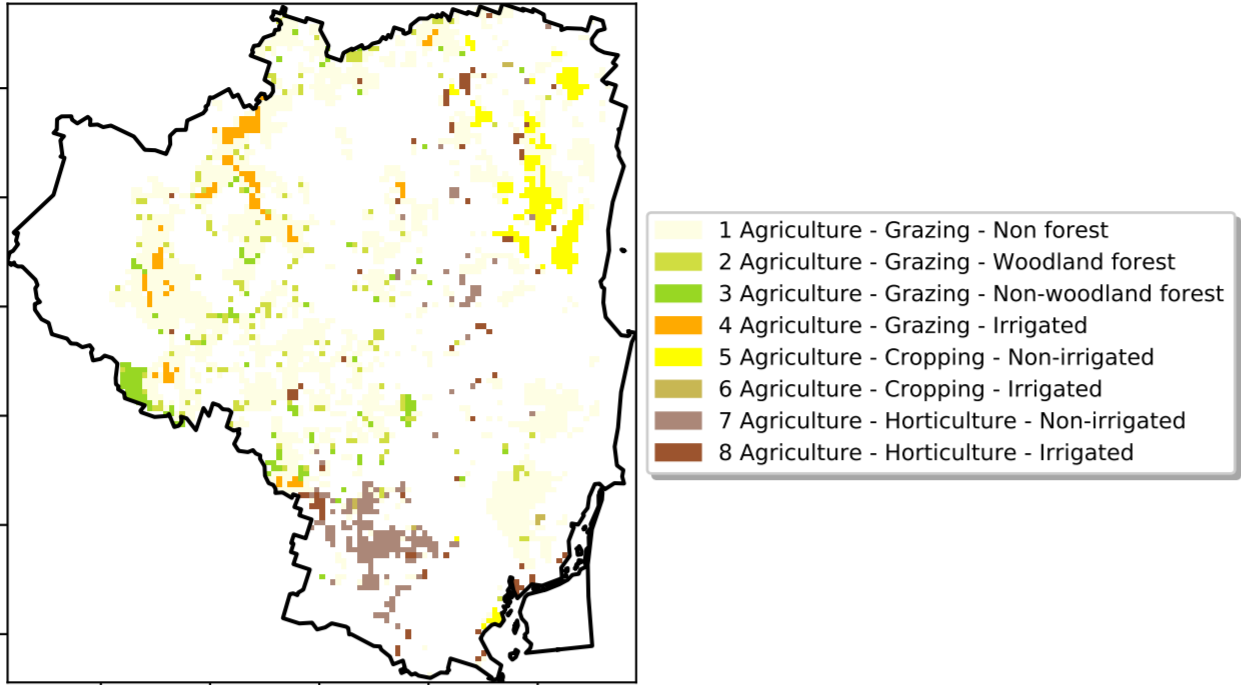 1 Agriculture - Grazing - Non forest
2 Agriculture - Grazing - Woodland forest
3 Agriculture - Grazing - Non-woodland forest
4 Agriculture - Grazing - Irrigated
5 Agriculture - Cropping - Non-irrigated
6 Agriculture - Cropping - Irrigated
7 Agriculture - Horticulture - Non-irrigated
8 Agriculture - Horticulture - Irrigated